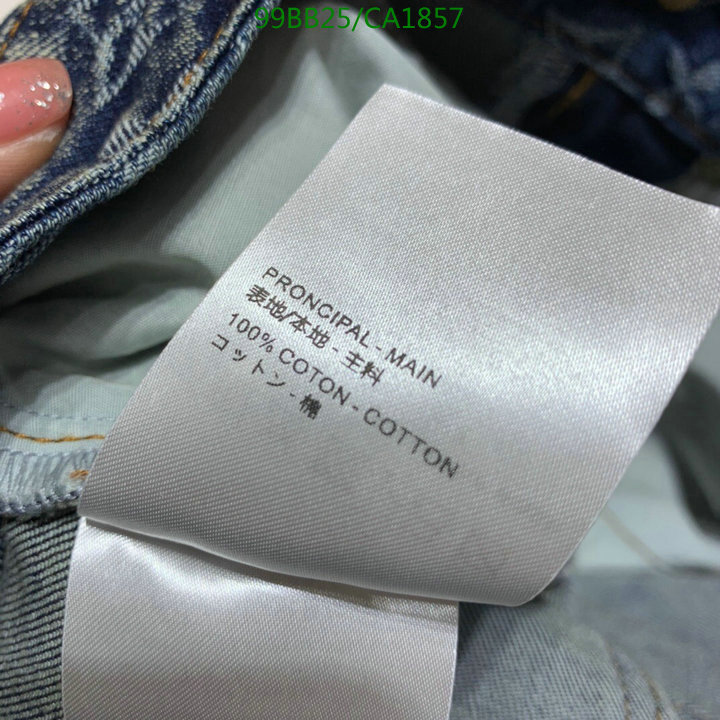 99BB25/CA1857
PRONCIPAL - MAIN
表地/本地 - 主料
100% COTON - COTTON
コットン - 棉